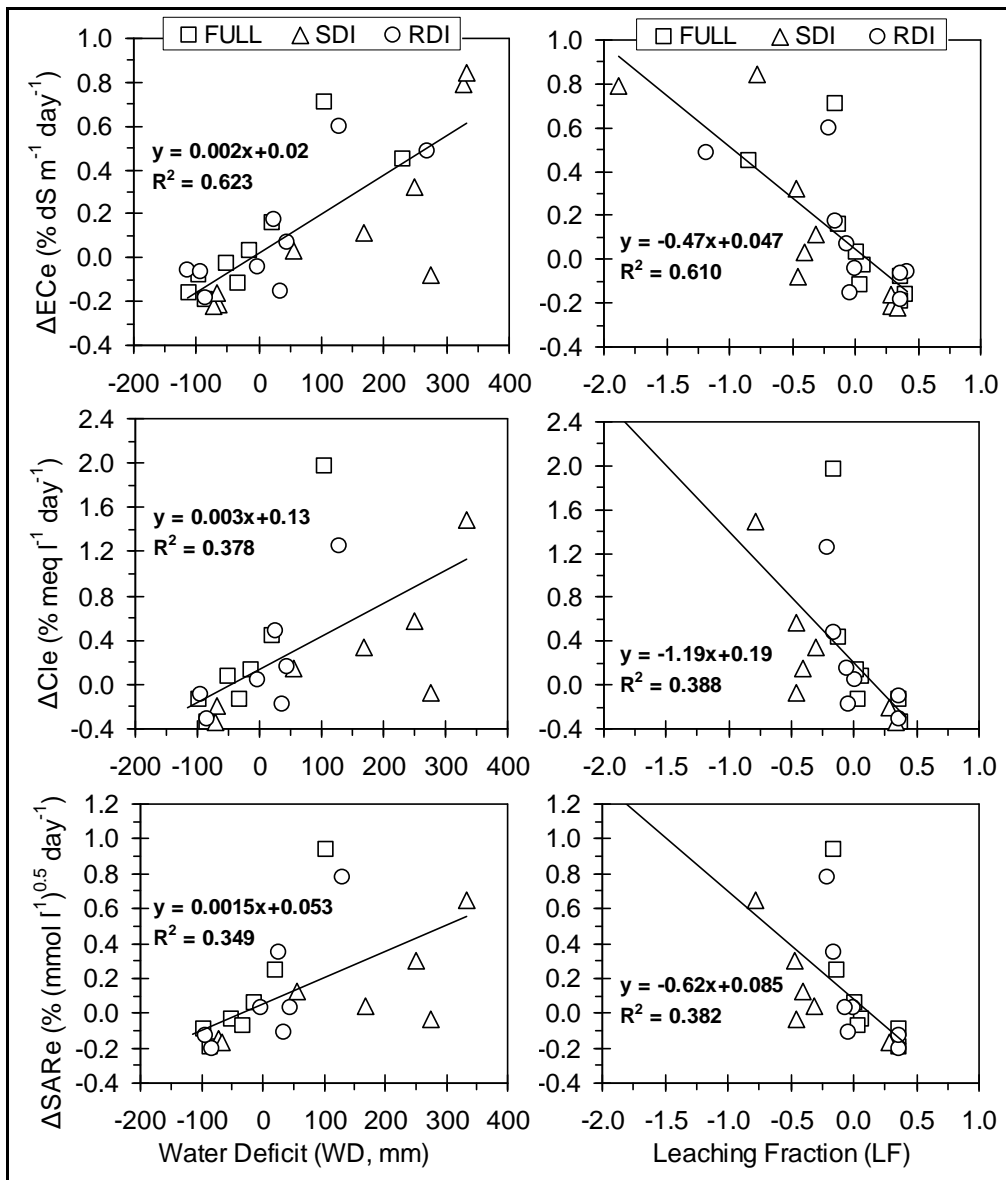 FULL SDI RDI
FULL SDI RDI
ΔECe (% dS m⁻¹ day⁻¹)
1.0
0.8
0.6
0.4
0.2
0.0
-0.2
-0.4
y = 0.002x+0.02
R² = 0.623
-200 -100 0 100 200 300 400
1.0
0.8
0.6
0.4
0.2
0.0
-0.2
-0.4
y = -0.47x+0.047
R² = 0.610
-2.0 -1.5 -1.0 -0.5 0.0 0.5 1.0
ΔCle (% meq l⁻¹ day⁻¹)
2.4
2.0
1.6
1.2
0.8
0.4
0.0
-0.4
y = 0.003x+0.13
R² = 0.378
-200 -100 0 100 200 300 400
2.4
2.0
1.6
1.2
0.8
0.4
0.0
-0.4
y = -1.19x+0.19
R² = 0.388
-2.0 -1.5 -1.0 -0.5 0.0 0.5 1.0
ΔSARe (% (mmol l⁻¹)⁰·⁵ day⁻¹)
1.2
1.0
0.8
0.6
0.4
0.2
0.0
-0.2
-0.4
y = 0.0015x+0.053
R² = 0.349
-200 -100 0 100 200 300 400
Water Deficit (WD, mm)
1.2
1.0
0.8
0.6
0.4
0.2
0.0
-0.2
-0.4
y = -0.62x+0.085
R² = 0.382
-2.0 -1.5 -1.0 -0.5 0.0 0.5 1.0
Leaching Fraction (LF)